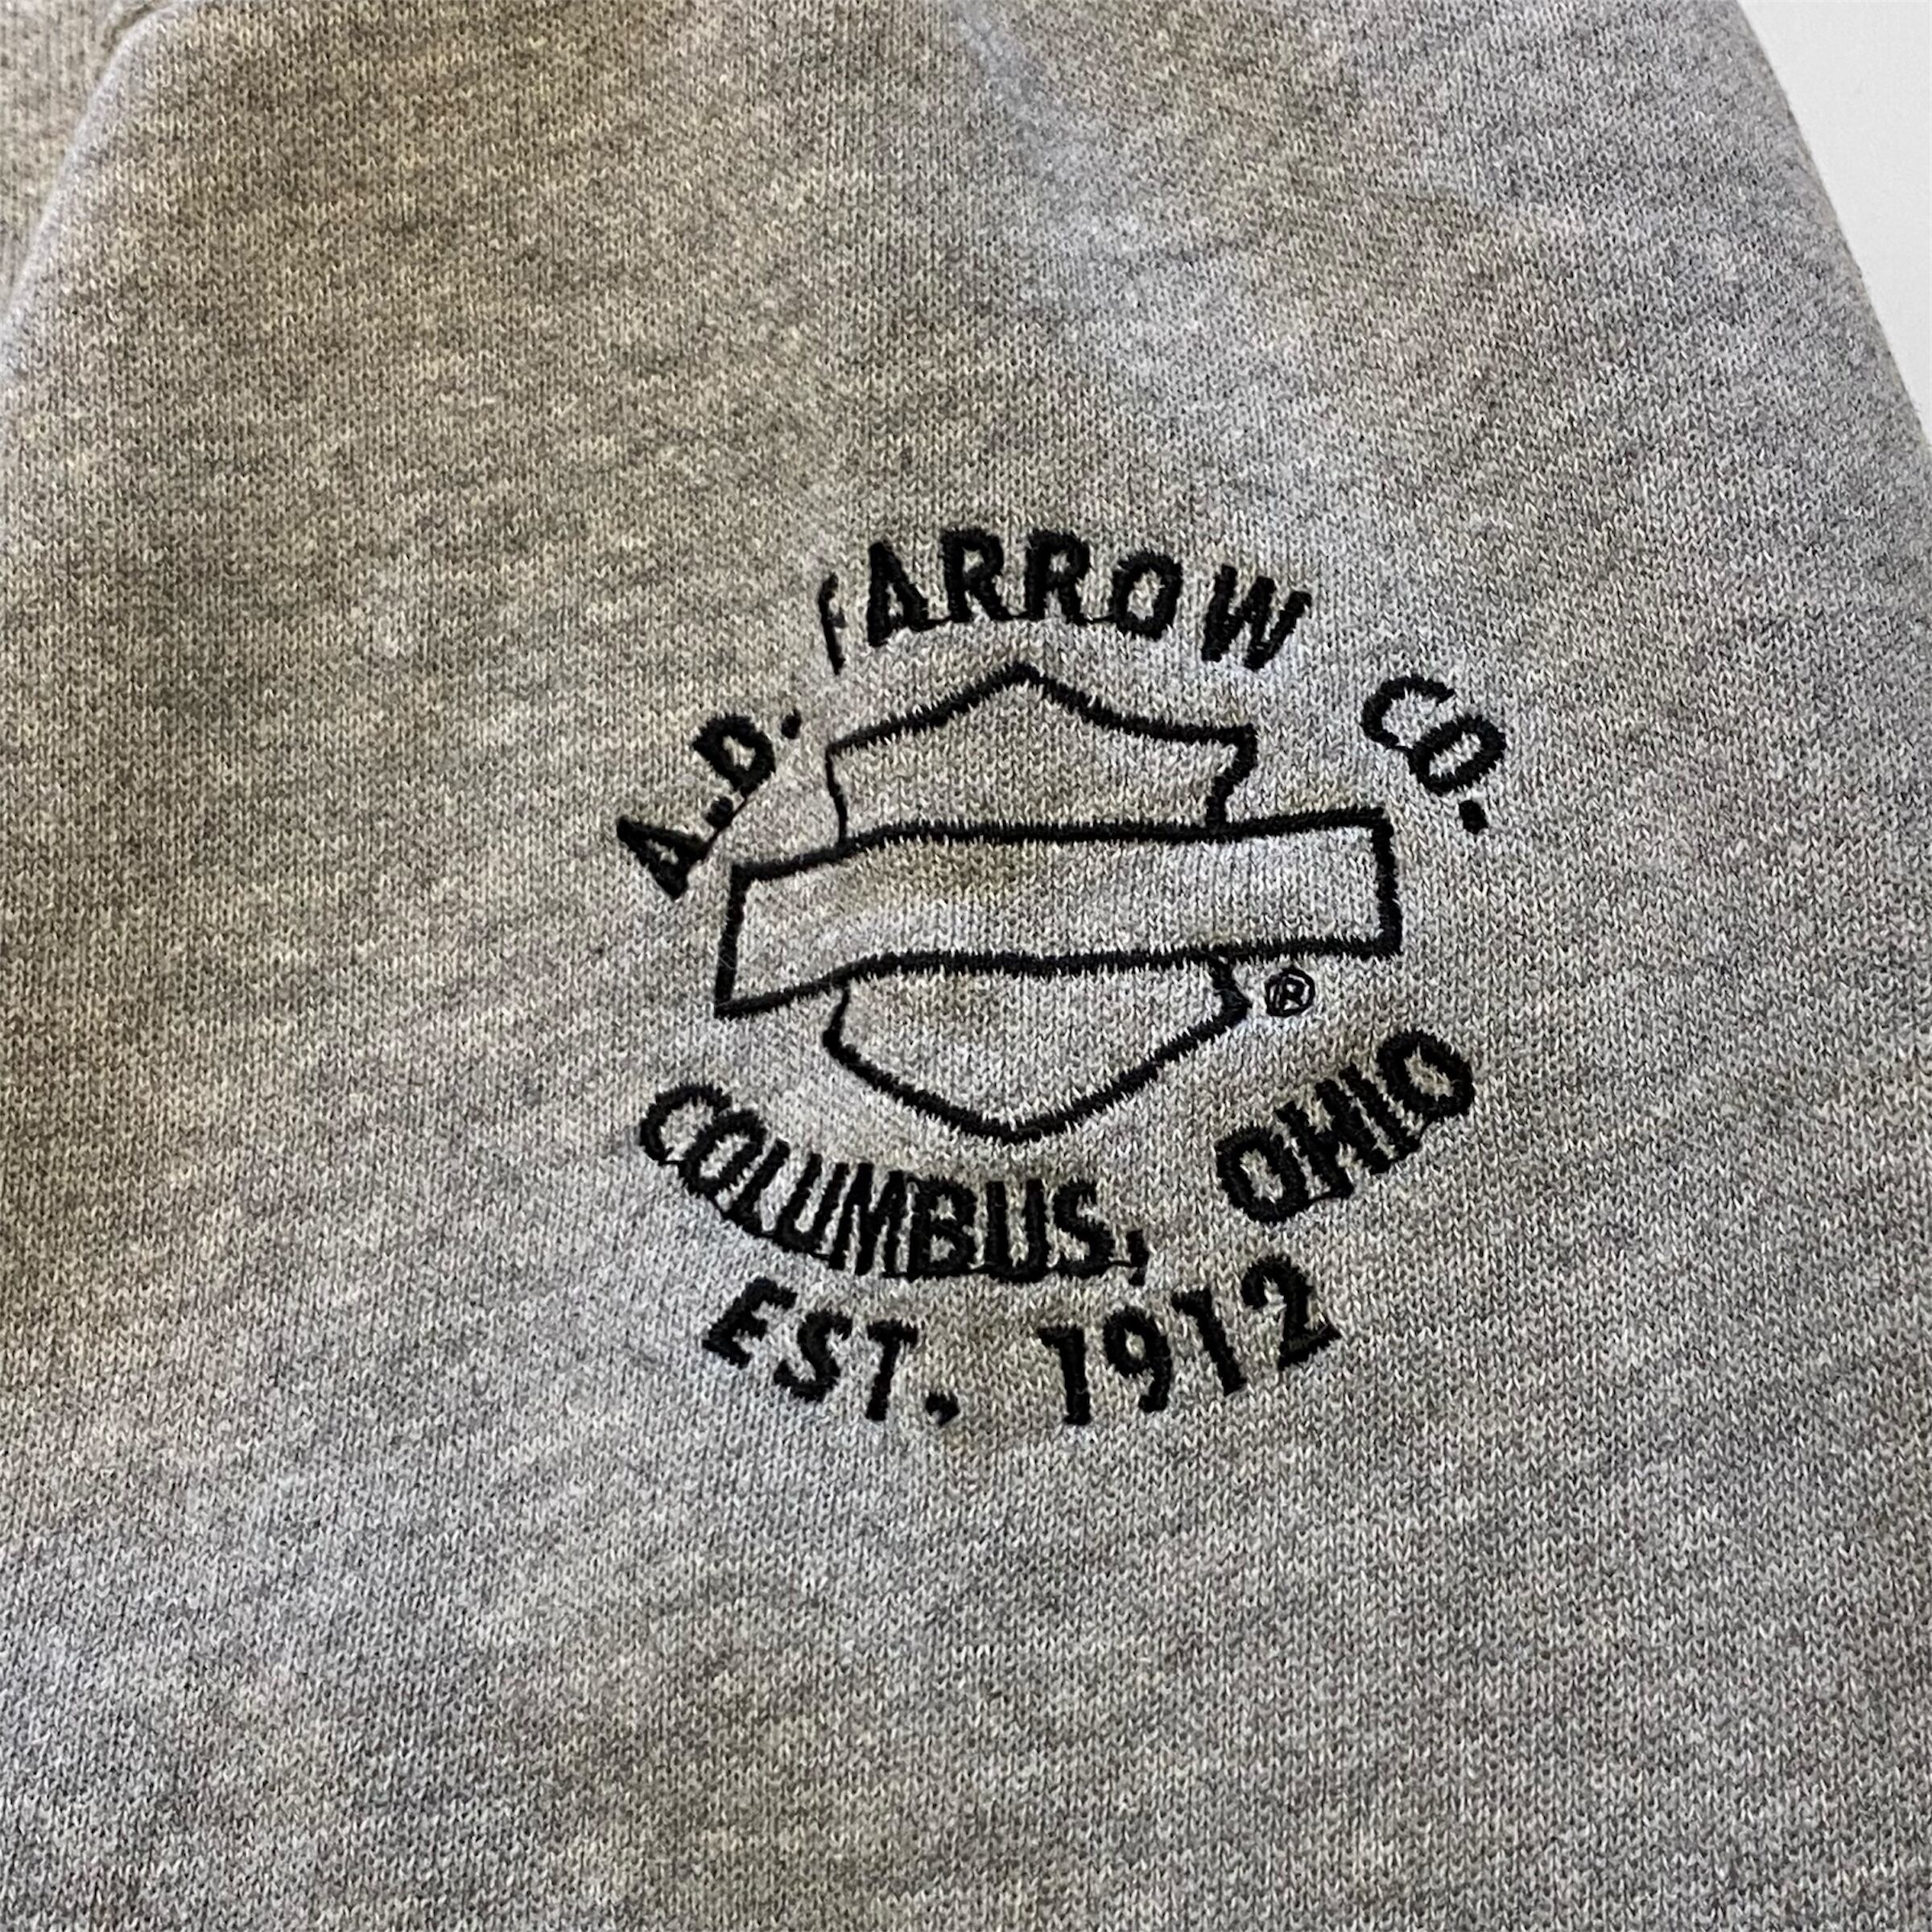 A.D. FARROW CO.
®
COLUMBUS, OHIO
EST. 1912